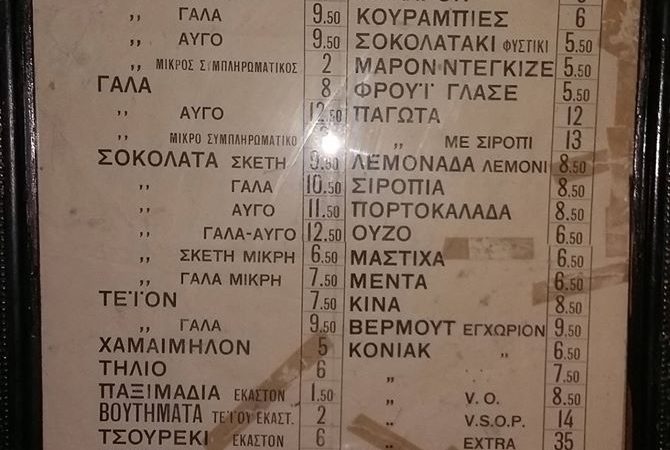 ,, ΓΑΛΑ 9.50
,, ΑΥΓΟ 9.50
,, ΜΙΚΡΟΣ ΣΥΜΠΛΗΡΩΜΑΤΙΚΟΣ 2
ΓΑΛΑ 8
,, ΑΥΓΟ 12.50
,, ΜΙΚΡΟ ΣΥΜΠΛΗΡΩΜΑΤΙΚΟ
ΣΟΚΟΛΑΤΑ ΣΚΕΤΗ 9.50
,, ΓΑΛΑ 10.50
,, ΑΥΓΟ 11.50
,, ΓΑΛΑ-ΑΥΓΟ 12.50
,, ΣΚΕΤΗ ΜΙΚΡΗ 6.50
,, ΓΑΛΑ ΜΙΚΡΗ 7.50
ΤΕΪΟΝ 7.50
,, ΓΑΛΑ 9.50
ΧΑΜΑΙΜΗΛΟΝ 5
ΤΗΛΙΟ 6
ΠΑΞΙΜΑΔΙΑ ΕΚΑΣΤΟΝ 1.50
ΒΟΥΤΗΜΑΤΑ ΤΕΪΟΥ ΕΚΑΣΤ. 2
ΤΣΟΥΡΕΚΙ ΕΚΑΣΤΟΝ 6
ΚΟΥΡΑΜΠΙΕΣ 6
ΣΟΚΟΛΑΤΑΚΙ ΦΥΣΤΙΚΙ 5.50
ΜΑΡΟΝ-ΝΤΕΓΚΙΖΕ 5.50
ΦΡΟΥΪ ΓΛΑΣΕ 5.50
ΠΑΓΩΤΑ 12
,, ΜΕ ΣΙΡΟΠΙ 13
ΛΕΜΟΝΑΔΑ ΛΕΜΟΝΙ 8.50
ΣΙΡΟΠΙΑ 8.50
ΠΟΡΤΟΚΑΛΑΔΑ 8.50
ΟΥΖΟ 6.50
ΜΑΣΤΙΧΑ 6.50
ΜΕΝΤΑ 6.50
ΚΙΝΑ 8.50
ΒΕΡΜΟΥΤ ΕΓΧΩΡΙΟΝ 9.50
ΚΟΝΙΑΚ ,, 6.50
,, 7.50
,, V.O. 8.50
,, V.S.O.P. 14
,, EXTRA 35